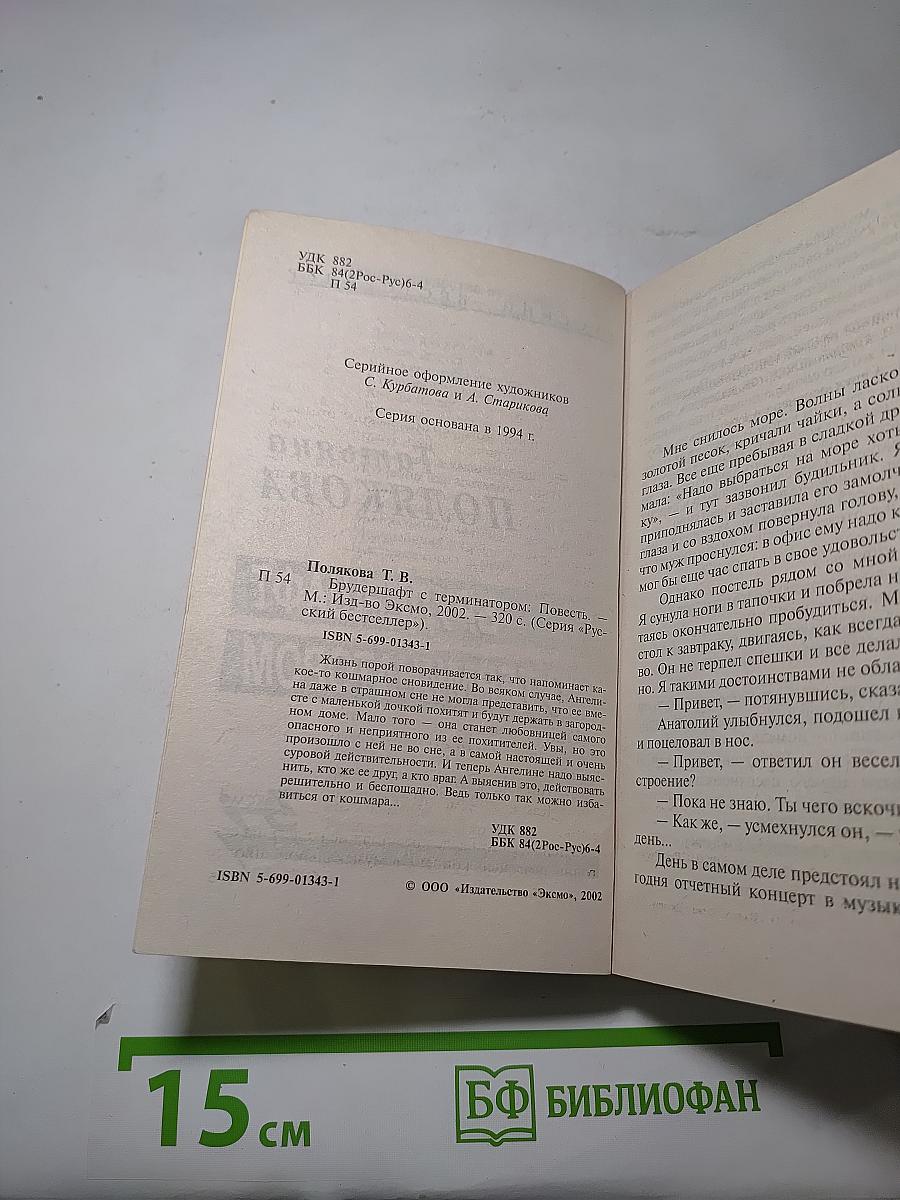 УДК 882
ББК 84(2Рос-Рус)6-4
П 54
Серийное оформление художников
С. Курбатова и А. Старикова
Серия основана в 1994 г.
Полякова Т. В.
П 54
Брудершафт с терминатором: Повесть. —
М.: Изд-во Эксмо, 2002. — 320 с. (Серия «Рус-
ский бестселлер»).
ISBN 5-699-01343-1
Жизнь порой поворачивается так, что напоминает ка-
кое-то кошмарное сновидение. Во всяком случае, Ангели-
на даже в страшном сне не могла представить, что ее вме-
сте с маленькой дочкой похитят и будут держать в загород-
ном доме. Мало того — она станет любовницей самого
опасного и неприятного из ее похитителей. Увы, но это
произошло с ней не во сне, а в самой настоящей и очень
суровой действительности. И теперь Ангелине надо выяс-
нить, кто же ее друг, а кто враг. А выяснив это, действовать
решительно и беспощадно. Ведь только так можно изба-
виться от кошмара...
УДК 882
ББК 84(2Рос-Рус)6-4
ISBN 5-699-01343-1
© ООО «Издательство «Эксмо», 2002
Мне снилось море. Волны ласко
золотой песок, кричали чайки, а солн
глаза. Все еще пребывая в сладкой др
мала: «Надо выбраться на море хоть
ку», — и тут зазвонил будильник. Я
приподнялась и заставила его замолч
глаза и со вздохом повернула голову,
что муж проснулся: в офис ему надо к
мог бы еще час спать в свое удовольст
Однако постель рядом со мной
Я сунула ноги в тапочки и побрела н
таясь окончательно пробудиться. М
стол к завтраку, двигаясь, как всегда
во. Он не терпел спешки и все делал
но. Я такими достоинствами не обла
— Привет, — потянувшись, сказа
Анатолий улыбнулся, подошел
и поцеловал в нос.
— Привет, — ответил он весел
строение?
— Пока не знаю. Ты чего вскочи
— Как же, — усмехнулся он, —
день...
День в самом деле предстоял н
годня отчетный концерт в музык
15 см
БФ БИБЛИОФАН